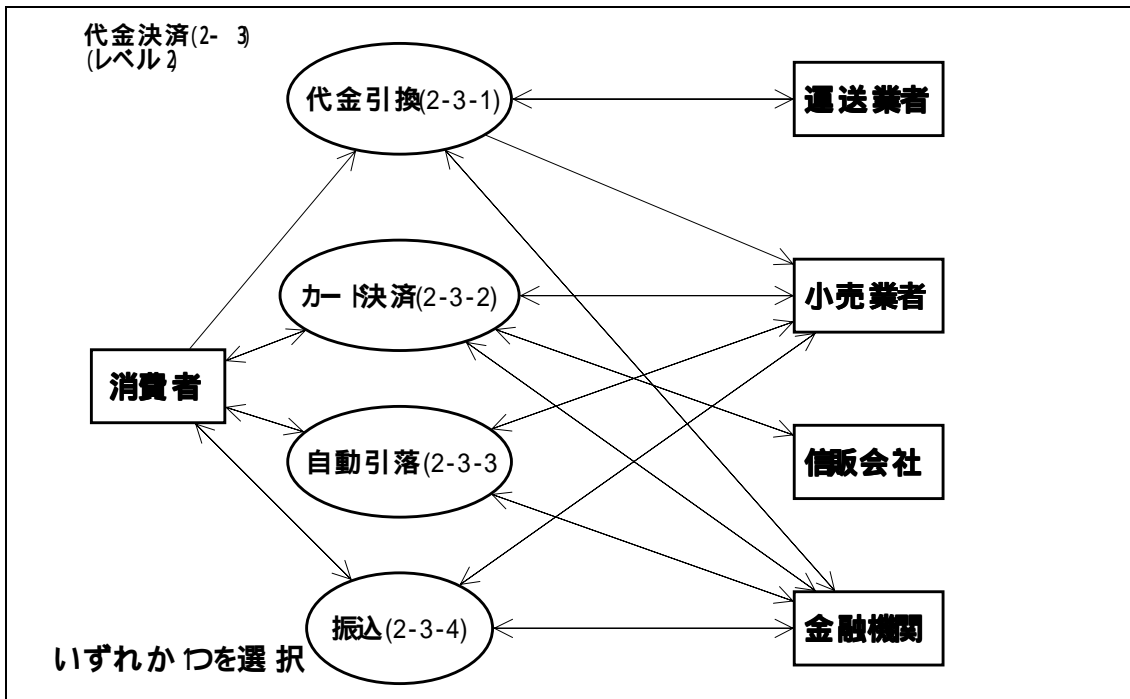 代金決済(2- 3)
(レベル2)
代金引換(2-3-1)
運送業者
カード決済(2-3-2)
小売業者
消費者
自動引落(2-3-3
信販会社
振込(2-3-4)
金融機関
いずれか1つを選択